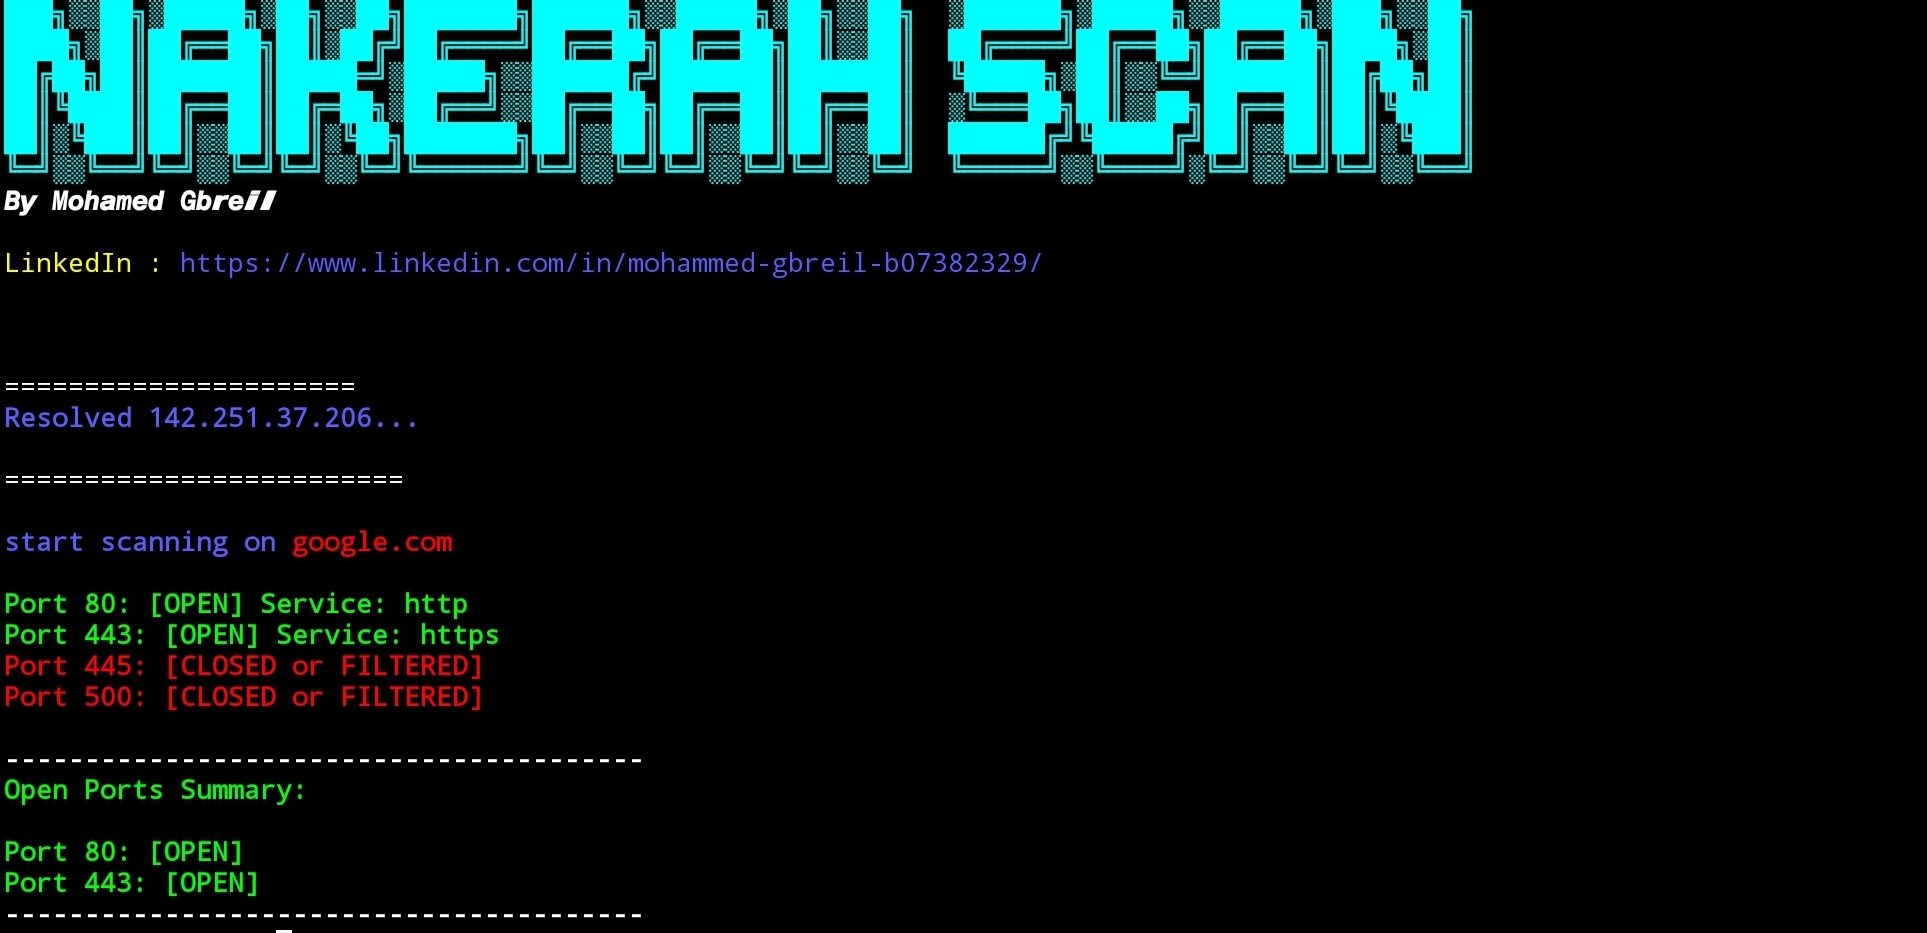 NAKERAH SCAN
By Mohamed Gbreill
LinkedIn : https://www.linkedin.com/in/mohammed-gbreil-b07382329/
======================
Resolved 142.251.37.206...
=========================
start scanning on google.com
Port 80: [OPEN] Service: http
Port 443: [OPEN] Service: https
Port 445: [CLOSED or FILTERED]
Port 500: [CLOSED or FILTERED]
----------------------------------------
Open Ports Summary:
Port 80: [OPEN]
Port 443: [OPEN]
----------------------------------------